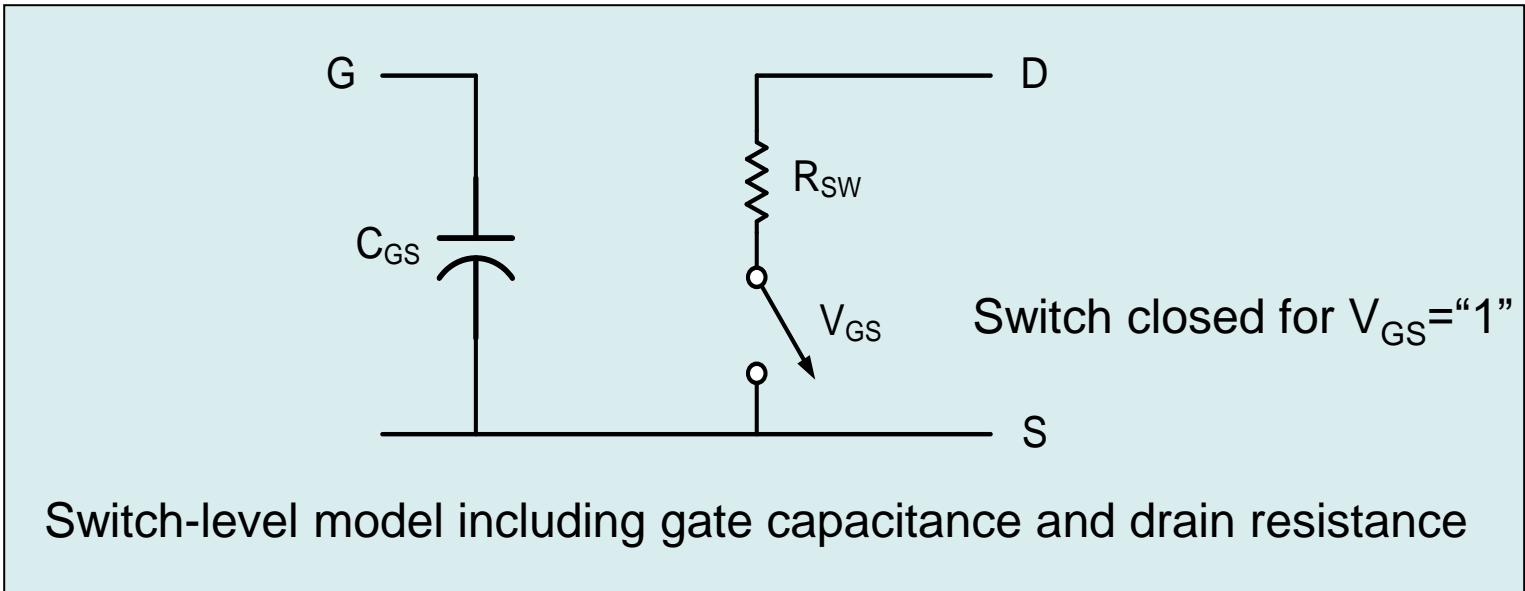 G
D
R_SW
C_GS
V_GS
Switch closed for V_GS=“1”
S
Switch-level model including gate capacitance and drain resistance